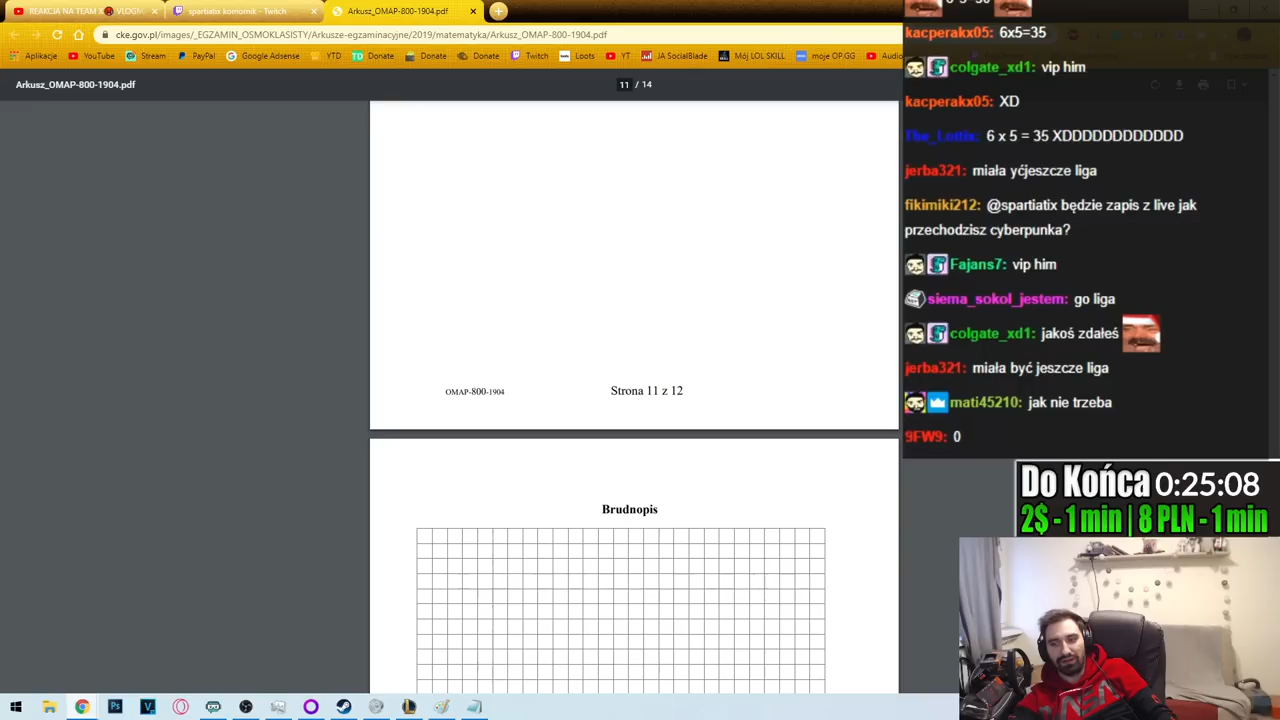 REAKCJA NA TEAM X
VLOGM
spartiatix komornik - Twitch
Arkusz_OMAP-800-1904.pdf
cke.gov.pl/images/_EGZAMIN_OSMOKLASISTY/Arkusze-egzaminacyjne/2019/matematyka/Arkusz_OMAP-800-1904.pdf
Aplikacje
YouTube
Stream
PayPal
Google Adsense
YTD
Donate
Donate
Donate
Twitch
Loots
YT
JA SocialBlade
Mój LOL SKILL
moje OP.GG
Audio
Arkusz_OMAP-800-1904.pdf
11 / 14
OMAP-800-1904
Strona 11 z 12
Brudnopis
kacperakx05: 6x5=35
colgate_xd1: vip him
kacperakx05: XD
The_Lottix: 6 x 5 = 35 XDDDDDDDDDDDD
jerba321: miała yćjeszcze liga
fikimiki212: @spartiatix będzie zapis z live jak
przechodzisz cyberpunka?
Fajans7: vip him
siema_sokol_jestem: go liga
colgate_xd1: jakoś zdałeś
jerba321: miała być jeszcze liga
mati45210: jak nie trzeba
9FW9: 0
Do Końca 0:25:08
2$ - 1 min | 8 PLN - 1 min